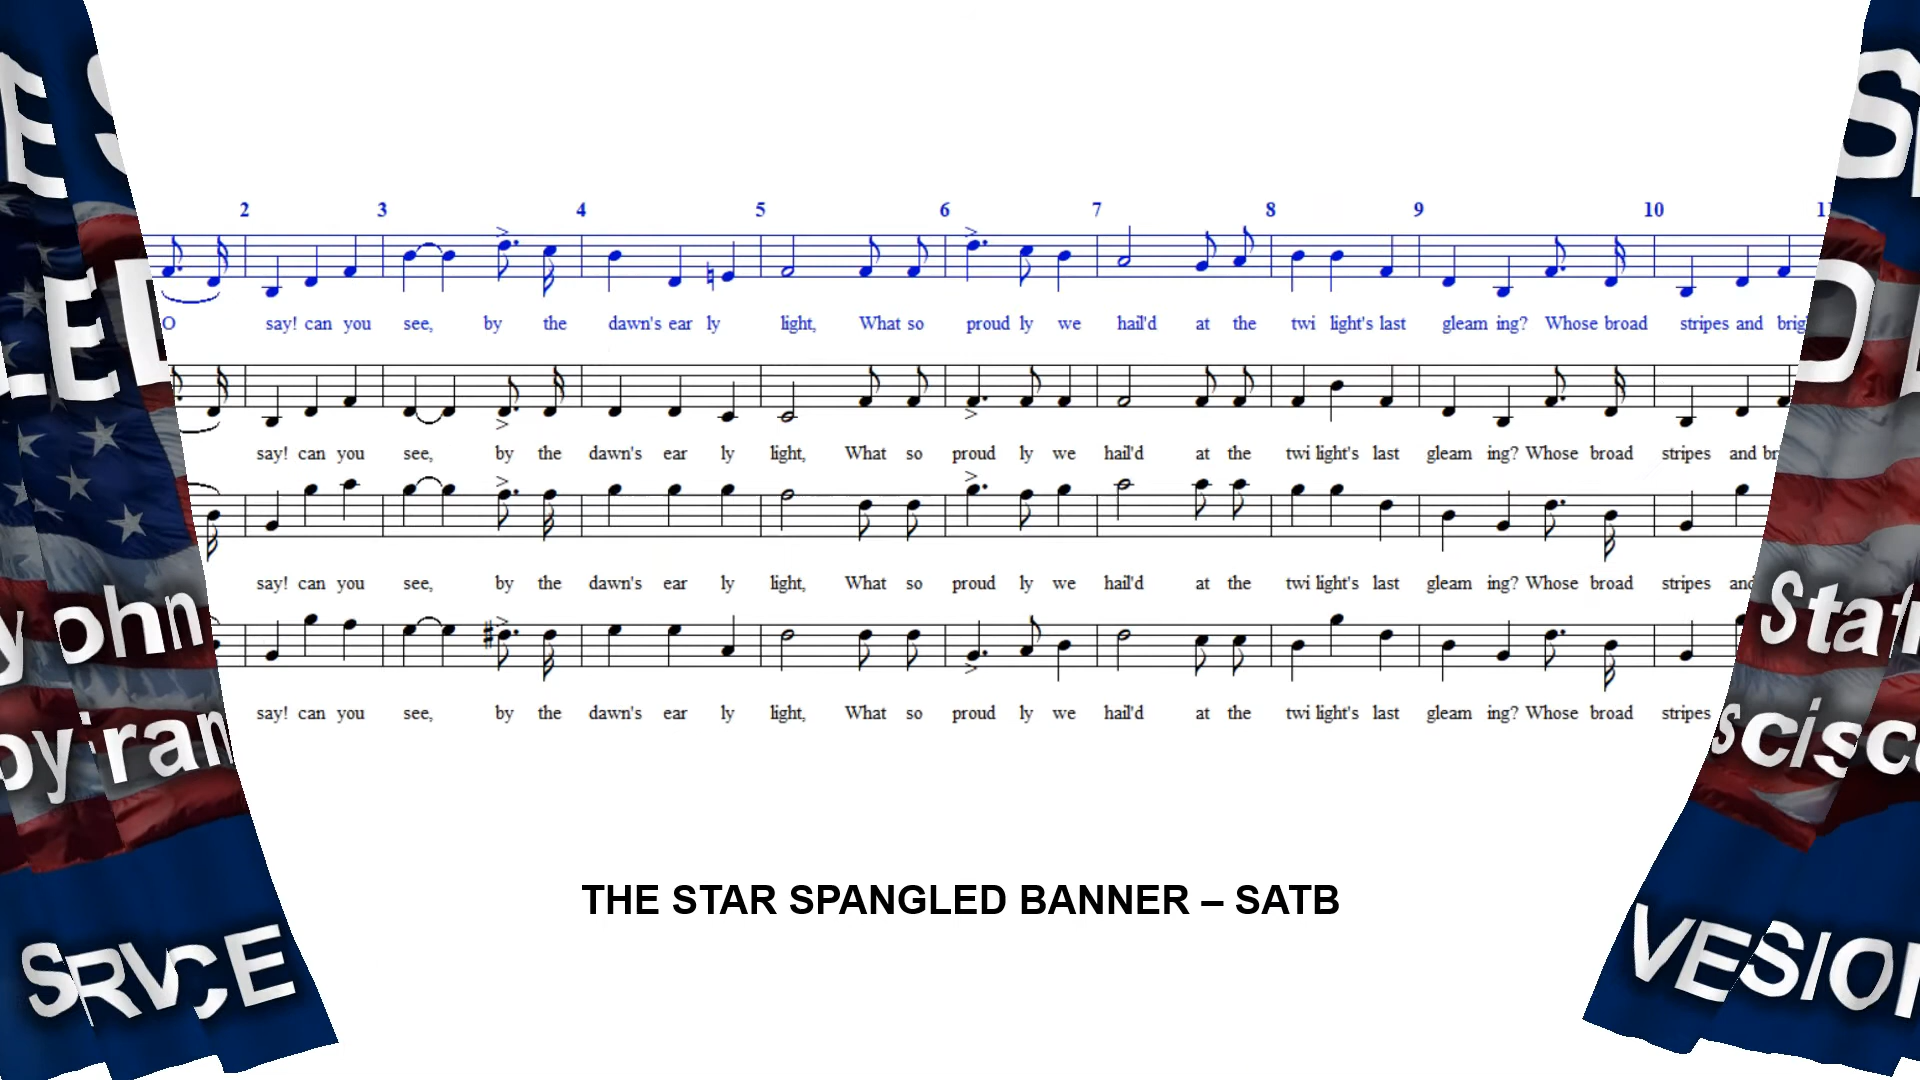 2 3 4 5 6 7 8 9 10 11
O say! can you see, by the dawn's ear ly light, What so proud ly we hail'd at the twi light's last gleam ing? Whose broad stripes and brig
say! can you see, by the dawn's ear ly light, What so proud ly we hail'd at the twi light's last gleam ing? Whose broad stripes and br
say! can you see, by the dawn's ear ly light, What so proud ly we hail'd at the twi light's last gleam ing? Whose broad stripes and
say! can you see, by the dawn's ear ly light, What so proud ly we hail'd at the twi light's last gleam ing? Whose broad stripes
THE STAR SPANGLED BANNER – SATB